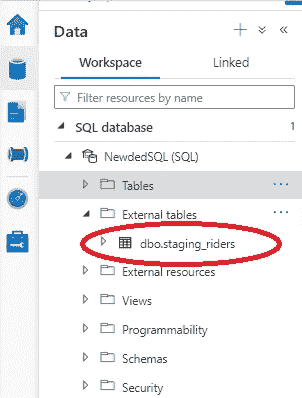 Data
Workspace Linked
Filter resources by name
SQL database 1
NewdedSQL (SQL)
Tables
External tables
dbo.staging_riders
External resources
Views
Programmability
Schemas
Security